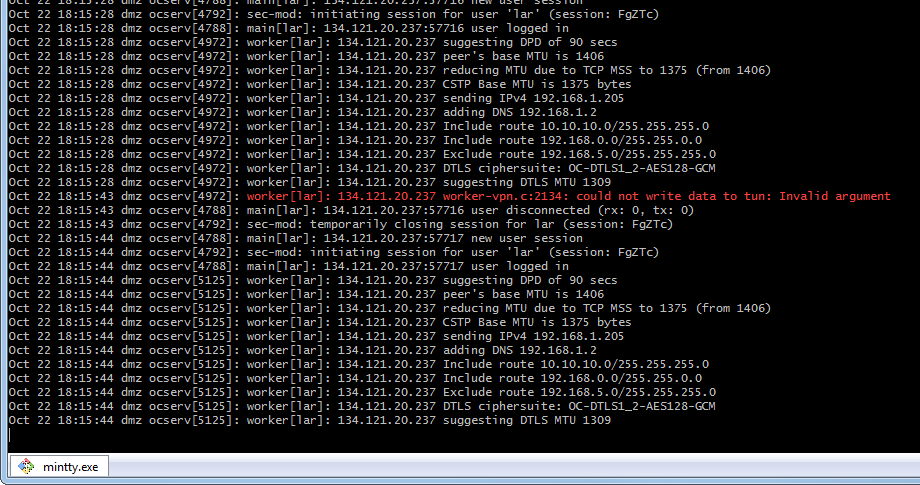 Oct 22 18:15:28 dmz ocserv[4788]: main[lar]: 134.121.20.237:57716 new user session
Oct 22 18:15:28 dmz ocserv[4792]: sec-mod: initiating session for user 'lar' (session: FgZTc)
Oct 22 18:15:28 dmz ocserv[4788]: main[lar]: 134.121.20.237:57716 user logged in
Oct 22 18:15:28 dmz ocserv[4972]: worker[lar]: 134.121.20.237 suggesting DPD of 90 secs
Oct 22 18:15:28 dmz ocserv[4972]: worker[lar]: 134.121.20.237 peer's base MTU is 1406
Oct 22 18:15:28 dmz ocserv[4972]: worker[lar]: 134.121.20.237 reducing MTU due to TCP MSS to 1375 (from 1406)
Oct 22 18:15:28 dmz ocserv[4972]: worker[lar]: 134.121.20.237 CSTP Base MTU is 1375 bytes
Oct 22 18:15:28 dmz ocserv[4972]: worker[lar]: 134.121.20.237 sending IPv4 192.168.1.205
Oct 22 18:15:28 dmz ocserv[4972]: worker[lar]: 134.121.20.237 adding DNS 192.168.1.2
Oct 22 18:15:28 dmz ocserv[4972]: worker[lar]: 134.121.20.237 Include route 10.10.10.0/255.255.255.0
Oct 22 18:15:28 dmz ocserv[4972]: worker[lar]: 134.121.20.237 Include route 192.168.0.0/255.255.0.0
Oct 22 18:15:28 dmz ocserv[4972]: worker[lar]: 134.121.20.237 Exclude route 192.168.5.0/255.255.255.0
Oct 22 18:15:28 dmz ocserv[4972]: worker[lar]: 134.121.20.237 DTLS ciphersuite: OC-DTLS1_2-AES128-GCM
Oct 22 18:15:28 dmz ocserv[4972]: worker[lar]: 134.121.20.237 suggesting DTLS MTU 1309
Oct 22 18:15:43 dmz ocserv[4972]: worker[lar]: 134.121.20.237 worker-vpn.c:2134: could not write data to tun: Invalid argument
Oct 22 18:15:43 dmz ocserv[4788]: main[lar]: 134.121.20.237:57716 user disconnected (rx: 0, tx: 0)
Oct 22 18:15:43 dmz ocserv[4792]: sec-mod: temporarily closing session for lar (session: FgZTc)
Oct 22 18:15:44 dmz ocserv[4788]: main[lar]: 134.121.20.237:57717 new user session
Oct 22 18:15:44 dmz ocserv[4792]: sec-mod: initiating session for user 'lar' (session: FgZTc)
Oct 22 18:15:44 dmz ocserv[4788]: main[lar]: 134.121.20.237:57717 user logged in
Oct 22 18:15:44 dmz ocserv[5125]: worker[lar]: 134.121.20.237 suggesting DPD of 90 secs
Oct 22 18:15:44 dmz ocserv[5125]: worker[lar]: 134.121.20.237 peer's base MTU is 1406
Oct 22 18:15:44 dmz ocserv[5125]: worker[lar]: 134.121.20.237 reducing MTU due to TCP MSS to 1375 (from 1406)
Oct 22 18:15:44 dmz ocserv[5125]: worker[lar]: 134.121.20.237 CSTP Base MTU is 1375 bytes
Oct 22 18:15:44 dmz ocserv[5125]: worker[lar]: 134.121.20.237 sending IPv4 192.168.1.205
Oct 22 18:15:44 dmz ocserv[5125]: worker[lar]: 134.121.20.237 adding DNS 192.168.1.2
Oct 22 18:15:44 dmz ocserv[5125]: worker[lar]: 134.121.20.237 Include route 10.10.10.0/255.255.255.0
Oct 22 18:15:44 dmz ocserv[5125]: worker[lar]: 134.121.20.237 Include route 192.168.0.0/255.255.0.0
Oct 22 18:15:44 dmz ocserv[5125]: worker[lar]: 134.121.20.237 Exclude route 192.168.5.0/255.255.255.0
Oct 22 18:15:44 dmz ocserv[5125]: worker[lar]: 134.121.20.237 DTLS ciphersuite: OC-DTLS1_2-AES128-GCM
Oct 22 18:15:44 dmz ocserv[5125]: worker[lar]: 134.121.20.237 suggesting DTLS MTU 1309
mintty.exe